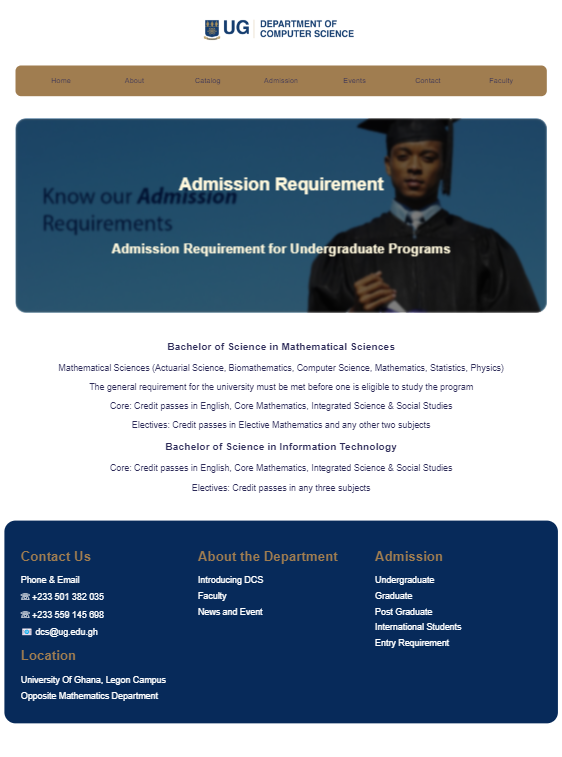 UG DEPARTMENT OF
COMPUTER SCIENCE
Home About Catalog Admission Events Contact Faculty
Know our Admission
Requirements
Admission Requirement
Admission Requirement for Undergraduate Programs
Bachelor of Science in Mathematical Sciences
Mathematical Sciences (Actuarial Science, Biomathematics, Computer Science, Mathematics, Statistics, Physics)
The general requirement for the university must be met before one is eligible to study the program
Core: Credit passes in English, Core Mathematics, Integrated Science & Social Studies
Electives: Credit passes in Elective Mathematics and any other two subjects
Bachelor of Science in Information Technology
Core: Credit passes in English, Core Mathematics, Integrated Science & Social Studies
Electives: Credit passes in any three subjects
Contact Us
Phone & Email
☏ +233 501 382 035
☏ +233 559 145 698
📧 dcs@ug.edu.gh
Location
University Of Ghana, Legon Campus
Opposite Mathematics Department
About the Department
Introducing DCS
Faculty
News and Event
Admission
Undergraduate
Graduate
Post Graduate
International Students
Entry Requirement